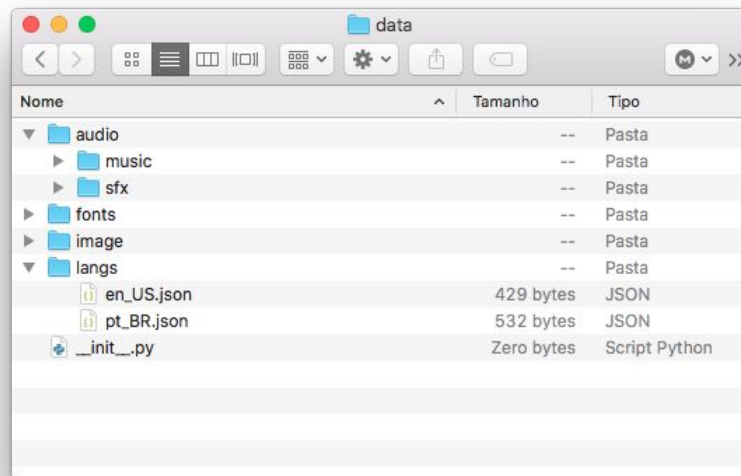 data
Nome Tamanho Tipo
audio -- Pasta
music -- Pasta
sfx -- Pasta
fonts -- Pasta
image -- Pasta
langs -- Pasta
en_US.json 429 bytes JSON
pt_BR.json 532 bytes JSON
__init__.py Zero bytes Script Python